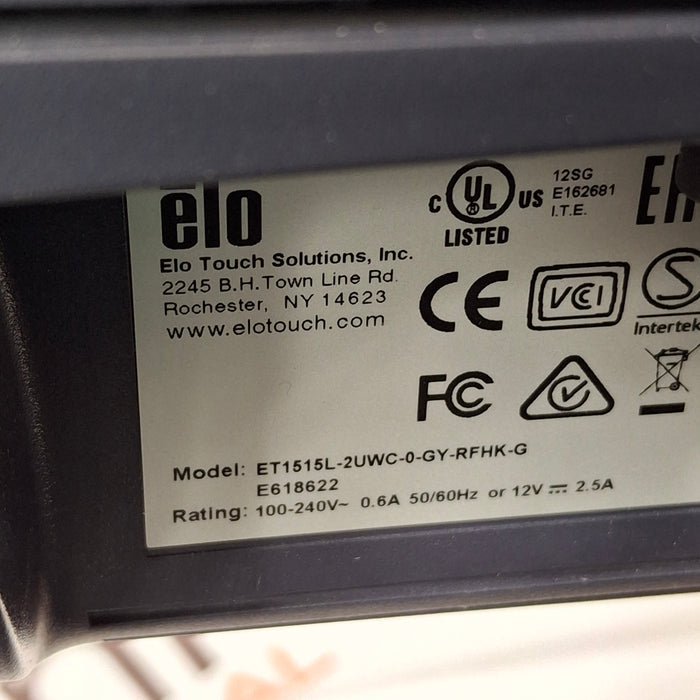 elo
Elo Touch Solutions, Inc.
2245 B.H.Town Line Rd.
Rochester, NY 14623
www.elotouch.com
C UL US
LISTED
12SG
E162681
I.T.E.
CE
VCI
S
Intertek
FC
Model: ET1515L-2UWC-0-GY-RFHK-G
E618622
Rating: 100-240V~ 0.6A 50/60Hz or 12V⎓2.5A